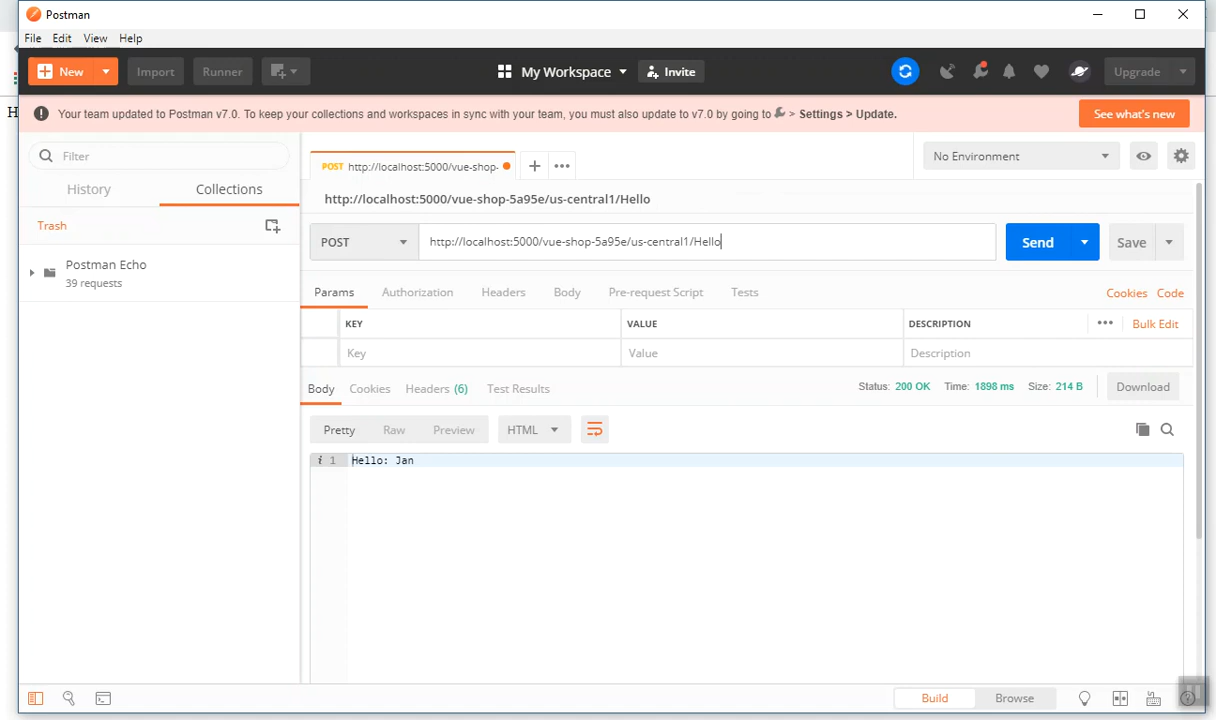 Postman
File Edit View Help
New Import Runner My Workspace Invite Upgrade
H
Your team updated to Postman v7.0. To keep your collections and workspaces in sync with your team, you must also update to v7.0 by going to > Settings > Update.
See what's new
Filter
History Collections
Trash
Postman Echo
39 requests
POST http://localhost:5000/vue-shop-
No Environment
http://localhost:5000/vue-shop-5a95e/us-central1/Hello
POST http://localhost:5000/vue-shop-5a95e/us-central1/Hello Send Save
Params Authorization Headers Body Pre-request Script Tests Cookies Code
KEY VALUE DESCRIPTION Bulk Edit
Key Value Description
Body Cookies Headers (6) Test Results Status: 200 OK Time: 1898 ms Size: 214 B Download
Pretty Raw Preview HTML
i 1 Hello: Jan
Build Browse